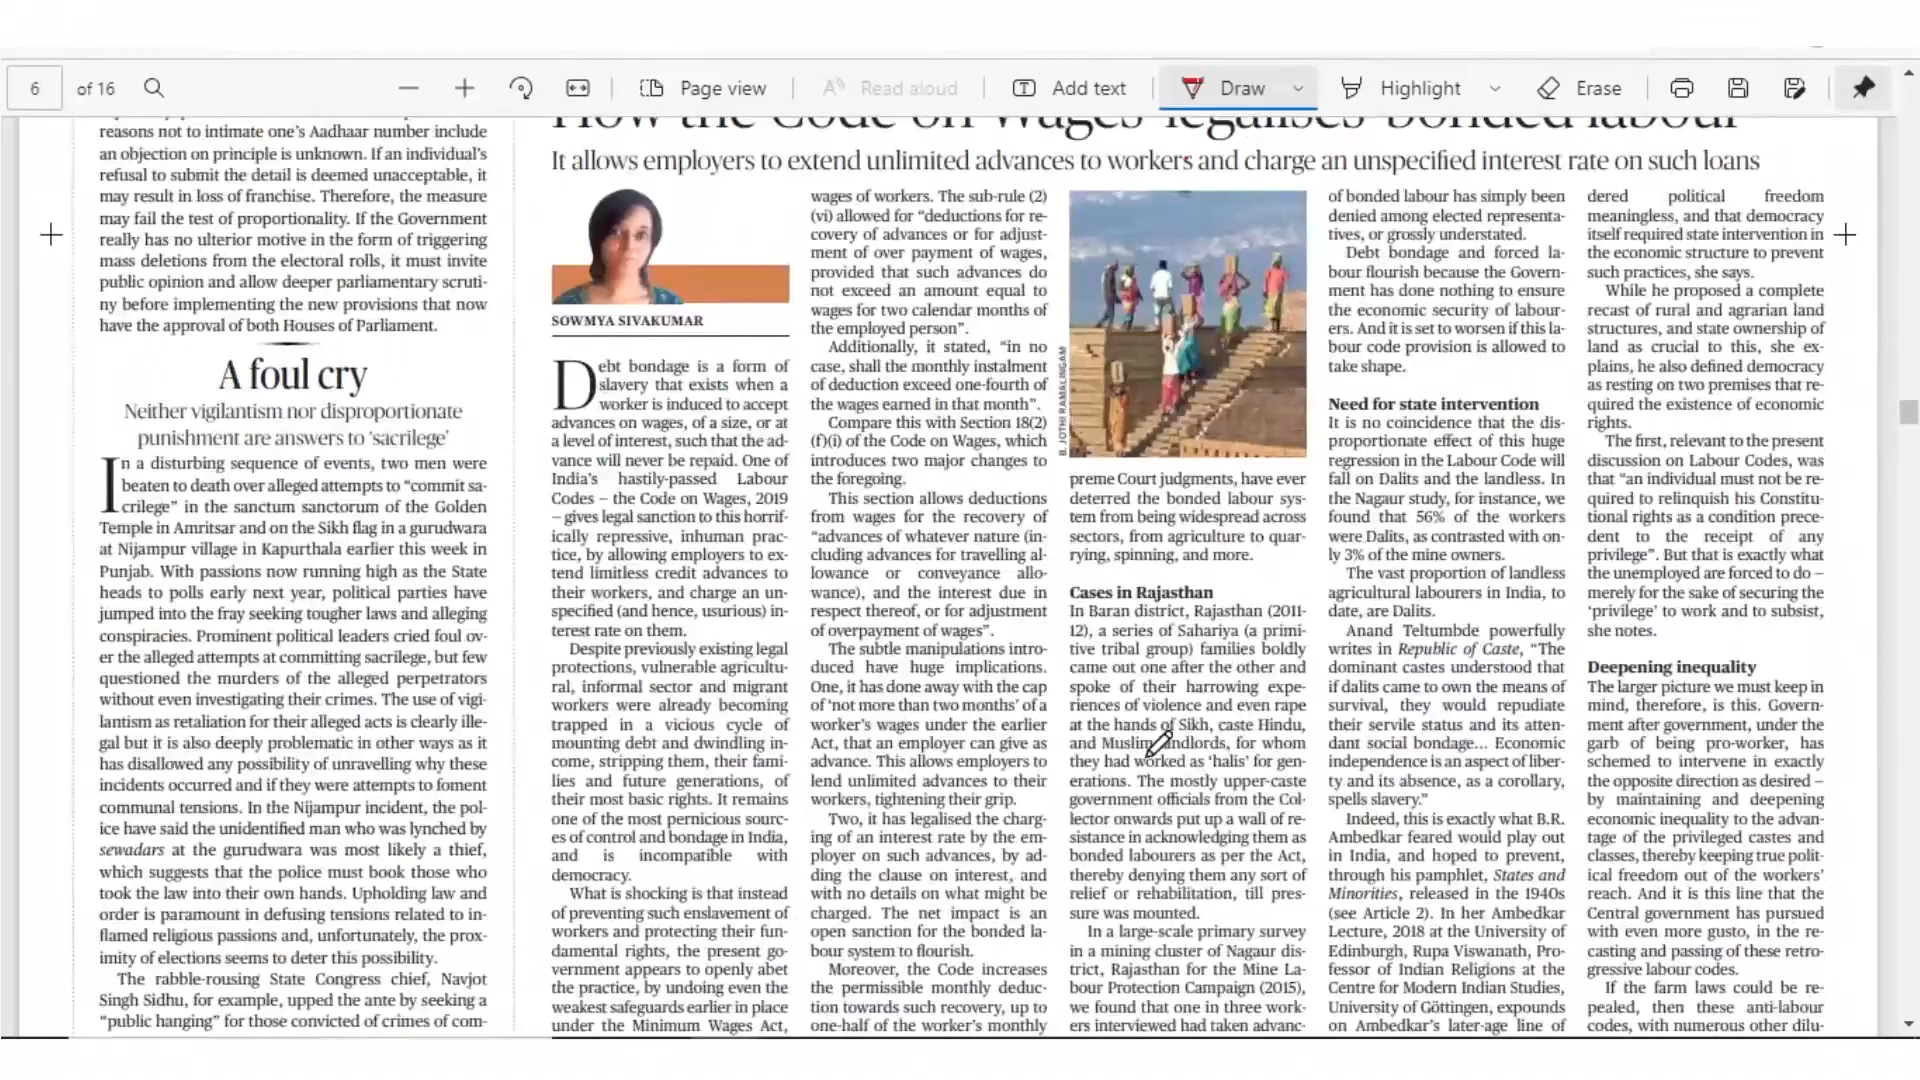 6
of 16
Page view
Read aloud
Add text
Draw
Highlight
Erase
reasons not to intimate one's Aadhaar number include
an objection on principle is unknown. If an individual's
refusal to submit the detail is deemed unacceptable, it
may result in loss of franchise. Therefore, the measure
may fail the test of proportionality. If the Government
really has no ulterior motive in the form of triggering
mass deletions from the electoral rolls, it must invite
public opinion and allow deeper parliamentary scruti-
ny before implementing the new provisions that now
have the approval of both Houses of Parliament.
A foul cry
Neither vigilantism nor disproportionate
punishment are answers to 'sacrilege'
In a disturbing sequence of events, two men were
beaten to death over alleged attempts to "commit sa-
crilege" in the sanctum sanctorum of the Golden
Temple in Amritsar and on the Sikh flag in a gurudwara
at Nijampur village in Kapurthala earlier this week in
Punjab. With passions now running high as the State
heads to polls early next year, political parties have
jumped into the fray seeking tougher laws and alleging
conspiracies. Prominent political leaders cried foul ov-
er the alleged attempts at committing sacrilege, but few
questioned the murders of the alleged perpetrators
without even investigating their crimes. The use of vigi-
lantism as retaliation for their alleged acts is clearly ille-
gal but it is also deeply problematic in other ways as it
has disallowed any possibility of unravelling why these
incidents occurred and if they were attempts to foment
communal tensions. In the Nijampur incident, the pol-
ice have said the unidentified man who was lynched by
sewadars at the gurudwara was most likely a thief,
which suggests that the police must book those who
took the law into their own hands. Upholding law and
order is paramount in defusing tensions related to in-
flamed religious passions and, unfortunately, the prox-
imity of elections seems to deter this possibility.
The rabble-rousing State Congress chief, Navjot
Singh Sidhu, for example, upped the ante by seeking a
"public hanging" for those convicted of crimes of com-
How the Code on Wages 'legalises' bonded labour
It allows employers to extend unlimited advances to workers and charge an unspecified interest rate on such loans
SOWMYA SIVAKUMAR
Debt bondage is a form of
slavery that exists when a
worker is induced to accept
advances on wages, of a size, or at
a level of interest, such that the ad-
vance will never be repaid. One of
India's hastily-passed Labour
Codes – the Code on Wages, 2019
– gives legal sanction to this horrif-
ically repressive, inhuman prac-
tice, by allowing employers to ex-
tend limitless credit advances to
their workers, and charge an un-
specified (and hence, usurious) in-
terest rate on them.
Despite previously existing legal
protections, vulnerable agricultu-
ral, informal sector and migrant
workers were already becoming
trapped in a vicious cycle of
mounting debt and dwindling in-
come, stripping them, their fami-
lies and future generations, of
their most basic rights. It remains
one of the most pernicious sourc-
es of control and bondage in India,
and is incompatible with
democracy.
What is shocking is that instead
of preventing such enslavement of
workers and protecting their fun-
damental rights, the present go-
vernment appears to openly abet
the practice, by undoing even the
weakest safeguards earlier in place
under the Minimum Wages Act,
wages of workers. The sub-rule (2)
(vi) allowed for "deductions for re-
covery of advances or for adjust-
ment of over payment of wages,
provided that such advances do
not exceed an amount equal to
wages for two calendar months of
the employed person".
Additionally, it stated, "in no
case, shall the monthly instalment
of deduction exceed one-fourth of
the wages earned in that month".
Compare this with Section 18(2)
(f)(i) of the Code on Wages, which
introduces two major changes to
the foregoing.
This section allows deductions
from wages for the recovery of
"advances of whatever nature (in-
cluding advances for travelling al-
lowance or conveyance allo-
wance), and the interest due in
respect thereof, or for adjustment
of overpayment of wages".
The subtle manipulations intro-
duced have huge implications.
One, it has done away with the cap
of 'not more than two months' of a
worker's wages under the earlier
Act, that an employer can give as
advance. This allows employers to
lend unlimited advances to their
workers, tightening their grip.
Two, it has legalised the charg-
ing of an interest rate by the em-
ployer on such advances, by ad-
ding the clause on interest, and
with no details on what might be
charged. The net impact is an
open sanction for the bonded la-
bour system to flourish.
Moreover, the Code increases
the permissible monthly deduc-
tion towards such recovery, up to
one-half of the worker's monthly
B. JOTHI RAMALINGAM
preme Court judgments, have ever
deterred the bonded labour sys-
tem from being widespread across
sectors, from agriculture to quar-
rying, spinning, and more.
Cases in Rajasthan
In Baran district, Rajasthan (2011-
12), a series of Sahariya (a primi-
tive tribal group) families boldly
came out one after the other and
spoke of their harrowing expe-
riences of violence and even rape
at the hands of Sikh, caste Hindu,
and Muslim landlords, for whom
they had worked as 'halis' for gen-
erations. The mostly upper-caste
government officials from the Col-
lector onwards put up a wall of re-
sistance in acknowledging them as
bonded labourers as per the Act,
thereby denying them any sort of
relief or rehabilitation, till pres-
sure was mounted.
In a large-scale primary survey
in a mining cluster of Nagaur dis-
trict, Rajasthan for the Mine La-
bour Protection Campaign (2015),
we found that one in three work-
ers interviewed had taken advanc-
of bonded labour has simply been
denied among elected representa-
tives, or grossly understated.
Debt bondage and forced la-
bour flourish because the Govern-
ment has done nothing to ensure
the economic security of labour-
ers. And it is set to worsen if this la-
bour code provision is allowed to
take shape.
Need for state intervention
It is no coincidence that the dis-
proportionate effect of this huge
regression in the Labour Code will
fall on Dalits and the landless. In
the Nagaur study, for instance, we
found that 56% of the workers
were Dalits, as contrasted with on-
ly 3% of the mine owners.
The vast proportion of landless
agricultural labourers in India, to
date, are Dalits.
Anand Teltumbde powerfully
writes in Republic of Caste, "The
dominant castes understood that
if dalits came to own the means of
survival, they would repudiate
their servile status and its atten-
dant social bondage... Economic
independence is an aspect of liber-
ty and its absence, as a corollary,
spells slavery."
Indeed, this is exactly what B.R.
Ambedkar feared would play out
in India, and hoped to prevent,
through his pamphlet, States and
Minorities, released in the 1940s
(see Article 2). In her Ambedkar
Lecture, 2018 at the University of
Edinburgh, Rupa Viswanath, Pro-
fessor of Indian Religions at the
Centre for Modern Indian Studies,
University of Göttingen, expounds
on Ambedkar's later-age line of
dered political freedom
meaningless, and that democracy
itself required state intervention in
the economic structure to prevent
such practices, she says.
While he proposed a complete
recast of rural and agrarian land
structures, and state ownership of
land as crucial to this, she ex-
plains, he also defined democracy
as resting on two premises that re-
quired the existence of economic
rights.
The first, relevant to the present
discussion on Labour Codes, was
that "an individual must not be re-
quired to relinquish his Constitu-
tional rights as a condition prece-
dent to the receipt of any
privilege". But that is exactly what
the unemployed are forced to do –
merely for the sake of securing the
'privilege' to work and to subsist,
she notes.
Deepening inequality
The larger picture we must keep in
mind, therefore, is this. Govern-
ment after government, under the
garb of being pro-worker, has
schemed to intervene in exactly
the opposite direction as desired –
by maintaining and deepening
economic inequality to the advan-
tage of the privileged castes and
classes, thereby keeping true polit-
ical freedom out of the workers'
reach. And it is this line that the
Central government has pursued
with even more gusto, in the re-
casting and passing of these retro-
gressive labour codes.
If the farm laws could be re-
pealed, then these anti-labour
codes, with numerous other dilu-